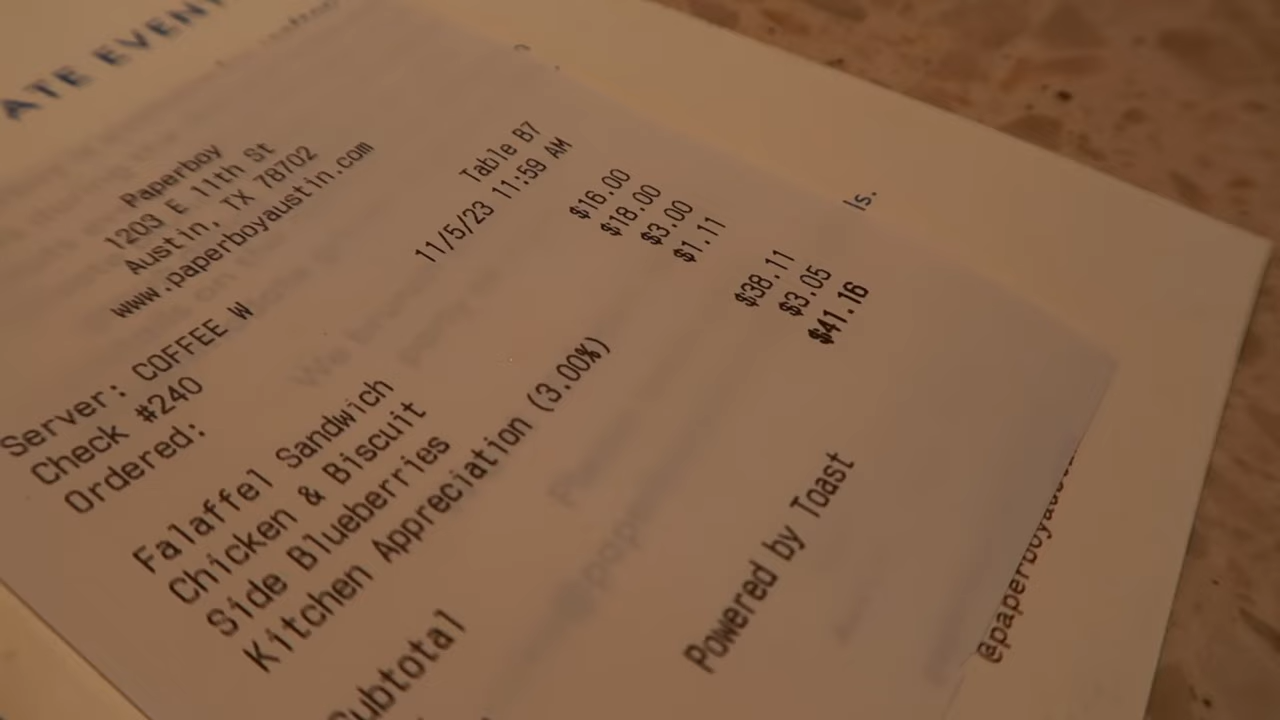 ATE EVEN
Paperboy
1203 E 11th St
Austin, TX 78702
www.paperboyaustin.com
Server: COFFEE W
Check #240
Table B7
Ordered:
11/5/23 11:59 AM
Falaffel Sandwich $16.00
Chicken & Biscuit $18.00
Side Blueberries $3.00
Kitchen Appreciation (3.00%) $1.11
Subtotal $38.11
$3.05
$41.16
Powered by Toast
ls.